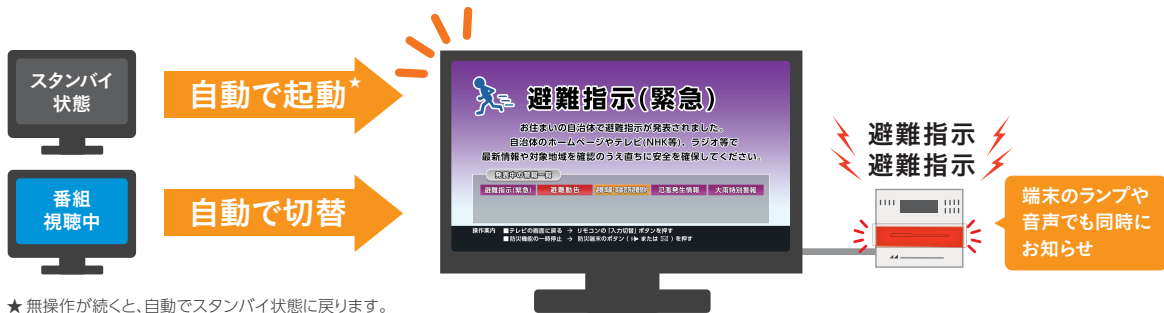 スタンバイ
状態
自動で起動★
番組
視聴中
自動で切替
★ 無操作が続くと、自動でスタンバイ状態に戻ります。
避難指示(緊急)
お住まいの自治体で避難指示が発表されました。
自治体のホームページやテレビ(NHK等)、ラジオ等で
最新情報や対象地域を確認のうえ直ちに安全を確保してください。
発表中の警報一覧
避難指示(緊急) 避難勧告 氾濫発生情報 大雨特別警報
操作案内 ■テレビの画面に戻る → リモコンの「入力切替」ボタンを押す
■防災機能の一時停止 → 防災端末のボタン ( または ✉ ) を押す
避難指示
避難指示
端末のランプや
音声でも同時に
お知らせ